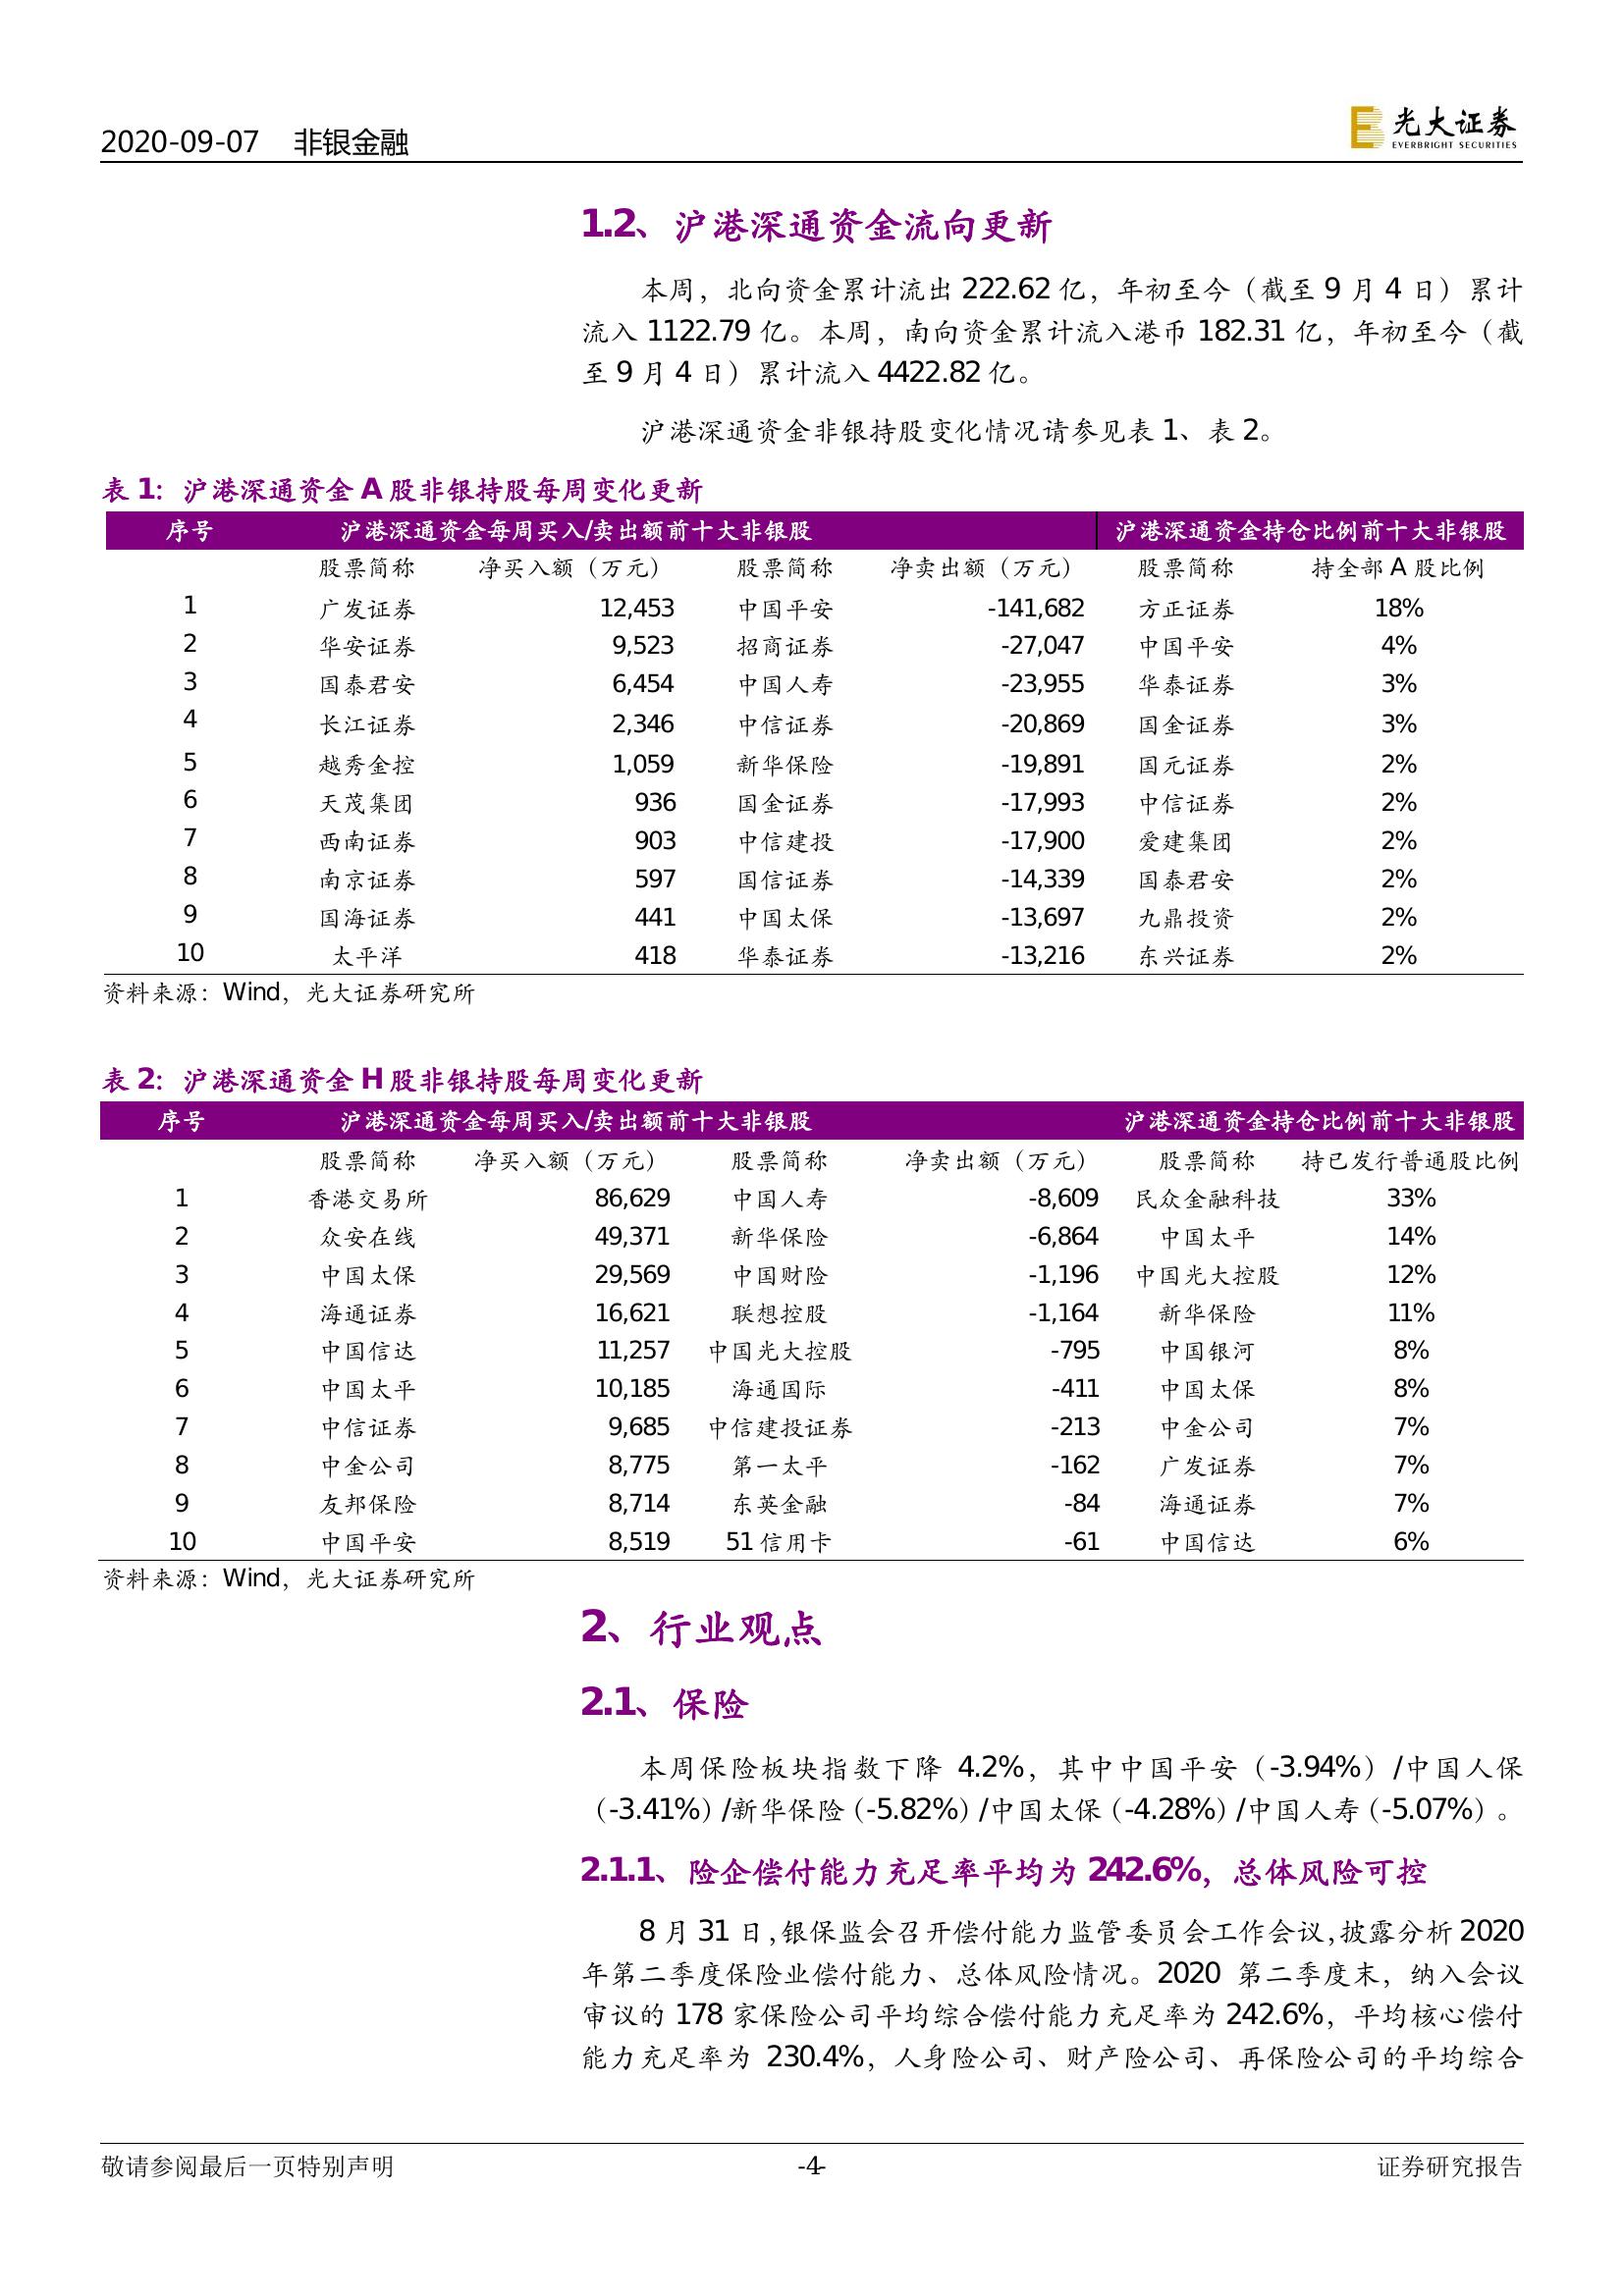 2020-09-07 非银金融
光大证券
EVERBRIGHT SECURITIES
1.2、沪港深通资金流向更新
本周，北向资金累计流出 222.62 亿，年初至今（截至 9 月 4 日）累计
流入 1122.79 亿。本周，南向资金累计流入港币 182.31 亿，年初至今（截
至 9 月 4 日）累计流入 4422.82 亿。
沪港深通资金非银持股变化情况请参见表 1、表 2。
表 1：沪港深通资金 A 股非银持股每周变化更新
序号 沪港深通资金每周买入/卖出额前十大非银股 沪港深通资金持仓比例前十大非银股
股票简称 净买入额（万元） 股票简称 净卖出额（万元） 股票简称 持全部 A 股比例
1 广发证券 12,453 中国平安 -141,682 方正证券 18%
2 华安证券 9,523 招商证券 -27,047 中国平安 4%
3 国泰君安 6,454 中国人寿 -23,955 华泰证券 3%
4 长江证券 2,346 中信证券 -20,869 国金证券 3%
5 越秀金控 1,059 新华保险 -19,891 国元证券 2%
6 天茂集团 936 国金证券 -17,993 中信证券 2%
7 西南证券 903 中信建投 -17,900 爱建集团 2%
8 南京证券 597 国信证券 -14,339 国泰君安 2%
9 国海证券 441 中国太保 -13,697 九鼎投资 2%
10 太平洋 418 华泰证券 -13,216 东兴证券 2%
资料来源：Wind，光大证券研究所
表 2：沪港深通资金 H 股非银持股每周变化更新
序号 沪港深通资金每周买入/卖出额前十大非银股 沪港深通资金持仓比例前十大非银股
股票简称 净买入额（万元） 股票简称 净卖出额（万元） 股票简称 持已发行普通股比例
1 香港交易所 86,629 中国人寿 -8,609 民众金融科技 33%
2 众安在线 49,371 新华保险 -6,864 中国太平 14%
3 中国太保 29,569 中国财险 -1,196 中国光大控股 12%
4 海通证券 16,621 联想控股 -1,164 新华保险 11%
5 中国信达 11,257 中国光大控股 -795 中国银河 8%
6 中国太平 10,185 海通国际 -411 中国太保 8%
7 中信证券 9,685 中信建投证券 -213 中金公司 7%
8 中金公司 8,775 第一太平 -162 广发证券 7%
9 友邦保险 8,714 东英金融 -84 海通证券 7%
10 中国平安 8,519 51 信用卡 -61 中国信达 6%
资料来源：Wind，光大证券研究所
2、行业观点
2.1、保险
本周保险板块指数下降 4.2%，其中中国平安（-3.94%）/中国人保
（-3.41%）/新华保险（-5.82%）/中国太保（-4.28%）/中国人寿（-5.07%）。
2.1.1、险企偿付能力充足率平均为 242.6%，总体风险可控
8 月 31 日，银保监会召开偿付能力监管委员会工作会议，披露分析 2020
年第二季度保险业偿付能力、总体风险情况。2020 第二季度末，纳入会议
审议的 178 家保险公司平均综合偿付能力充足率为 242.6%，平均核心偿付
能力充足率为 230.4%，人身险公司、财产险公司、再保险公司的平均综合
敬请参阅最后一页特别声明 -4- 证券研究报告